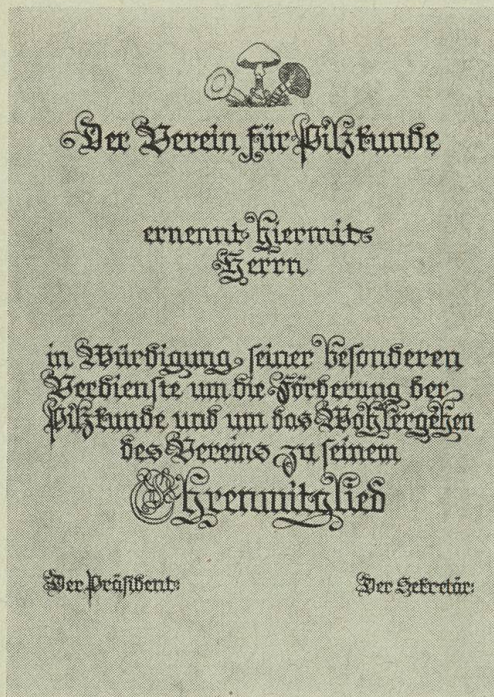 Der Verein für Pilzkunde
ernennt hiermit
Herrn
in Würdigung seiner besonderen
Verdienste um die Förderung der
Pilzkunde und um das Wohlergehen
des Vereins zu seinem
Ehrenmitglied
Der Präsident: Der Sekretär: